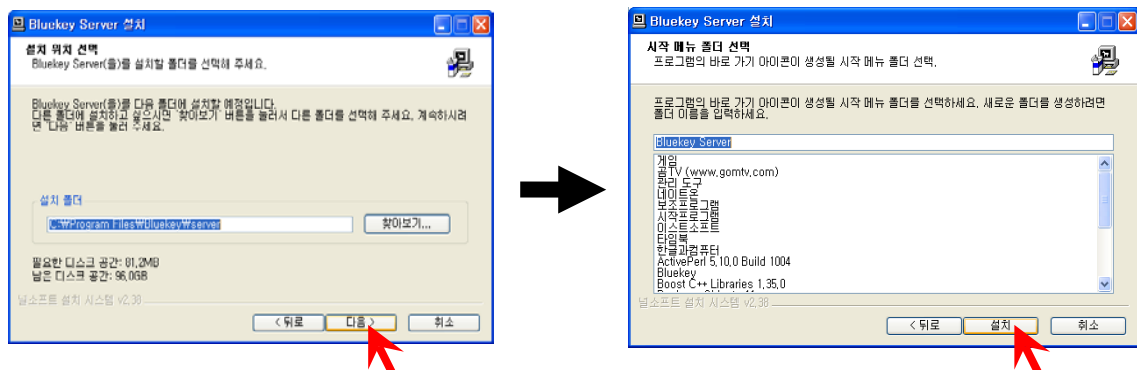 Bluekey Server 설치
설치 위치 선택
Bluekey Server(을)를 설치할 폴더를 선택해 주세요.
Bluekey Server(을)를 다음 폴더에 설치할 예정입니다.
다른 폴더에 설치하고 싶으시면 '찾아보기' 버튼을 눌러서 다른 폴더를 선택해 주세요. 계속하시려
면 '다음' 버튼을 눌러 주세요.
설치 폴더
C:₩Program Files₩Bluekey₩server
찾아보기...
필요한 디스크 공간: 81.2MB
남은 디스크 공간: 96.0GB
널소프트 설치 시스템 v2.38
< 뒤로
다음 >
취소
Bluekey Server 설치
시작 메뉴 폴더 선택
프로그램의 바로 가기 아이콘이 생성될 시작 메뉴 폴더 선택.
프로그램의 바로 가기 아이콘이 생성될 시작 메뉴 폴더를 선택하세요. 새로운 폴더를 생성하려면
폴더 이름을 입력하세요.
Bluekey Server
게임
곰TV (www.gomtv.com)
관리 도구
네이트온
보조프로그램
시작프로그램
이스트소프트
타임북
한글과컴퓨터
ActivePerl 5.10.0 Build 1004
Bluekey
Boost C++ Libraries 1.35.0
널소프트 설치 시스템 v2.38
< 뒤로
설치
취소